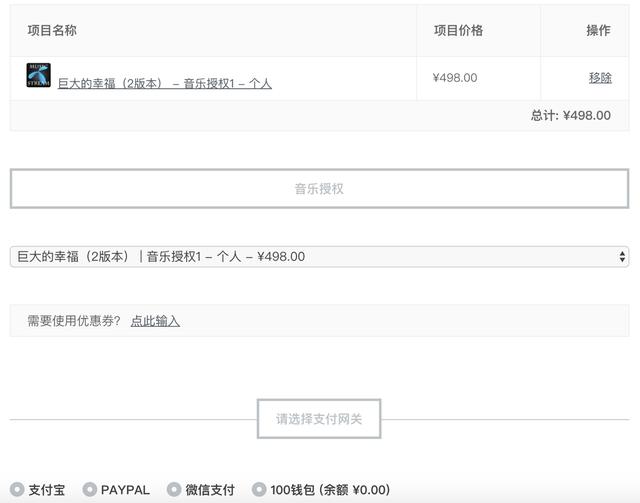 项目名称 项目价格 操作
MUSIC
STREAM
巨大的幸福（2版本） – 音乐授权1 – 个人 ¥498.00 移除
总计: ¥498.00
音乐授权
巨大的幸福（2版本） | 音乐授权1 – 个人 – ¥498.00
需要使用优惠券？ 点此输入
请选择支付网关
支付宝 PAYPAL 微信支付 100钱包 (余额 ¥0.00)